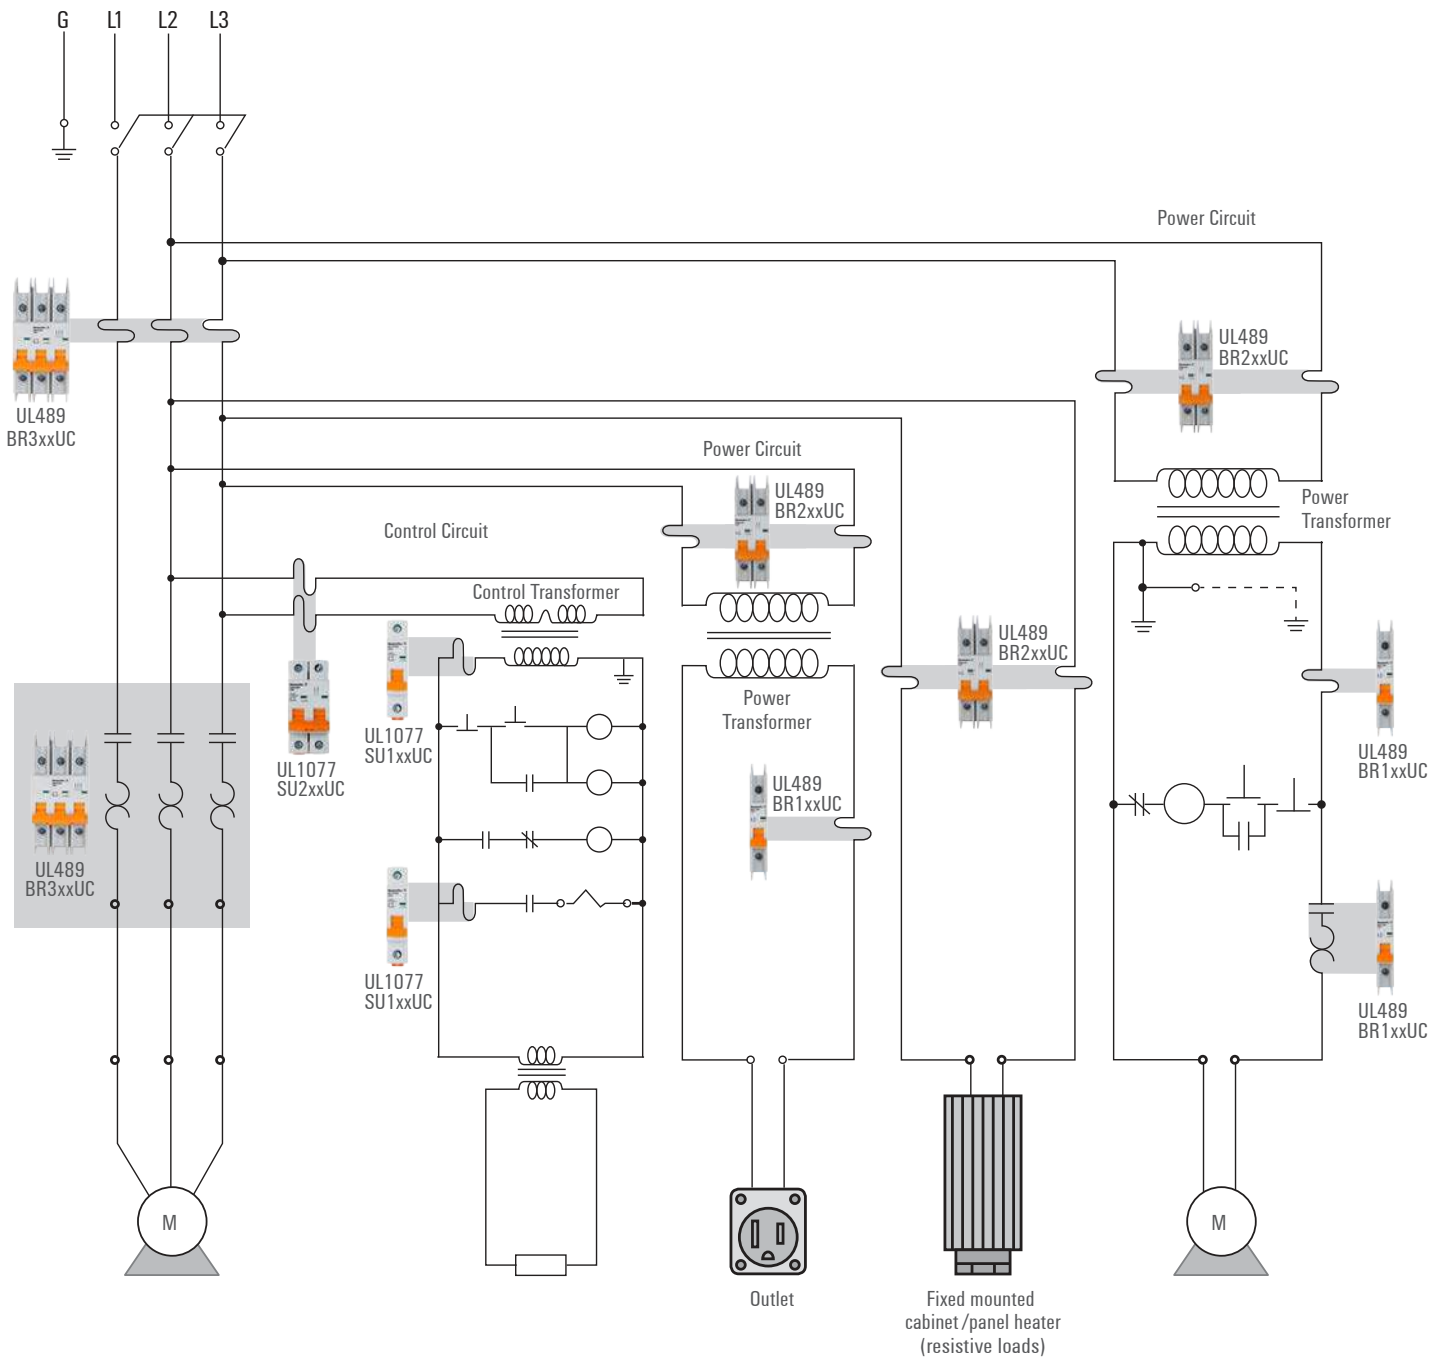 G L1 L2 L3
Power Circuit
UL489
BR3xxUC
UL489
BR2xxUC
Power
Transformer
Power Circuit
UL489
BR2xxUC
Control Circuit
Control Transformer
UL1077
SU2xxUC
UL1077
SU1xxUC
Power
Transformer
UL489
BR2xxUC
UL489
BR1xxUC
UL489
BR1xxUC
UL489
BR3xxUC
UL1077
SU1xxUC
UL489
BR1xxUC
M
M
Outlet
Fixed mounted
cabinet/panel heater
(resistive loads)